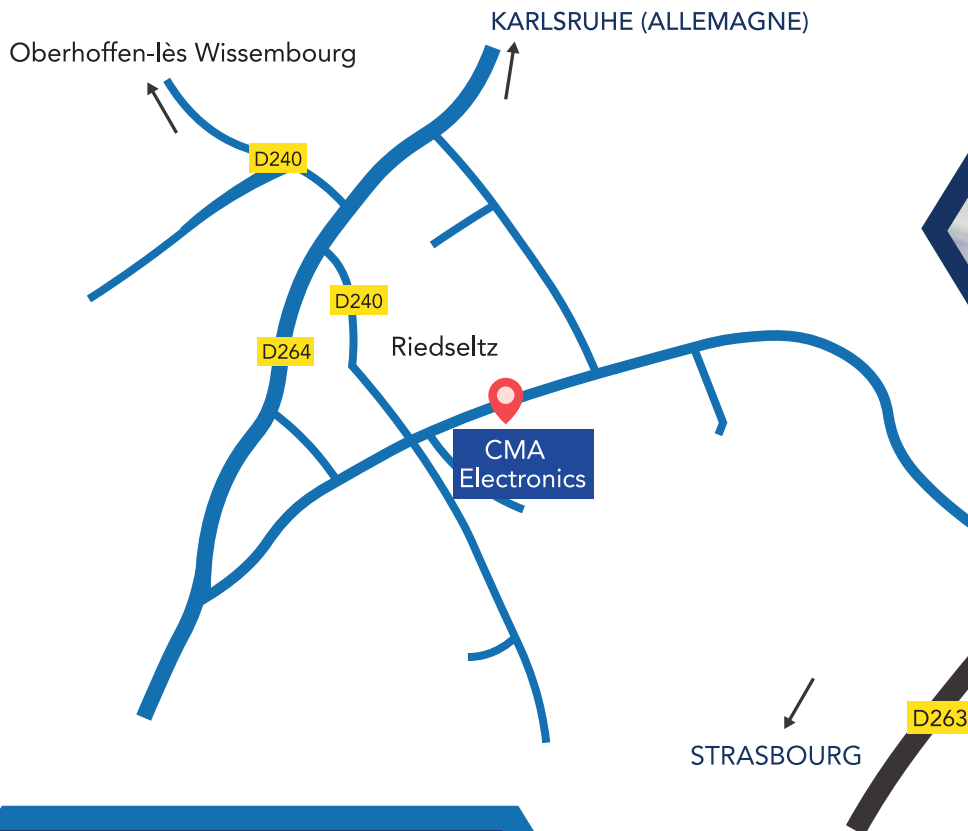 KARLSRUHE (ALLEMAGNE)
Oberhoffen-lès Wissembourg
D240
D240
D264
Riedseltz
CMA
Electronics
D263
STRASBOURG